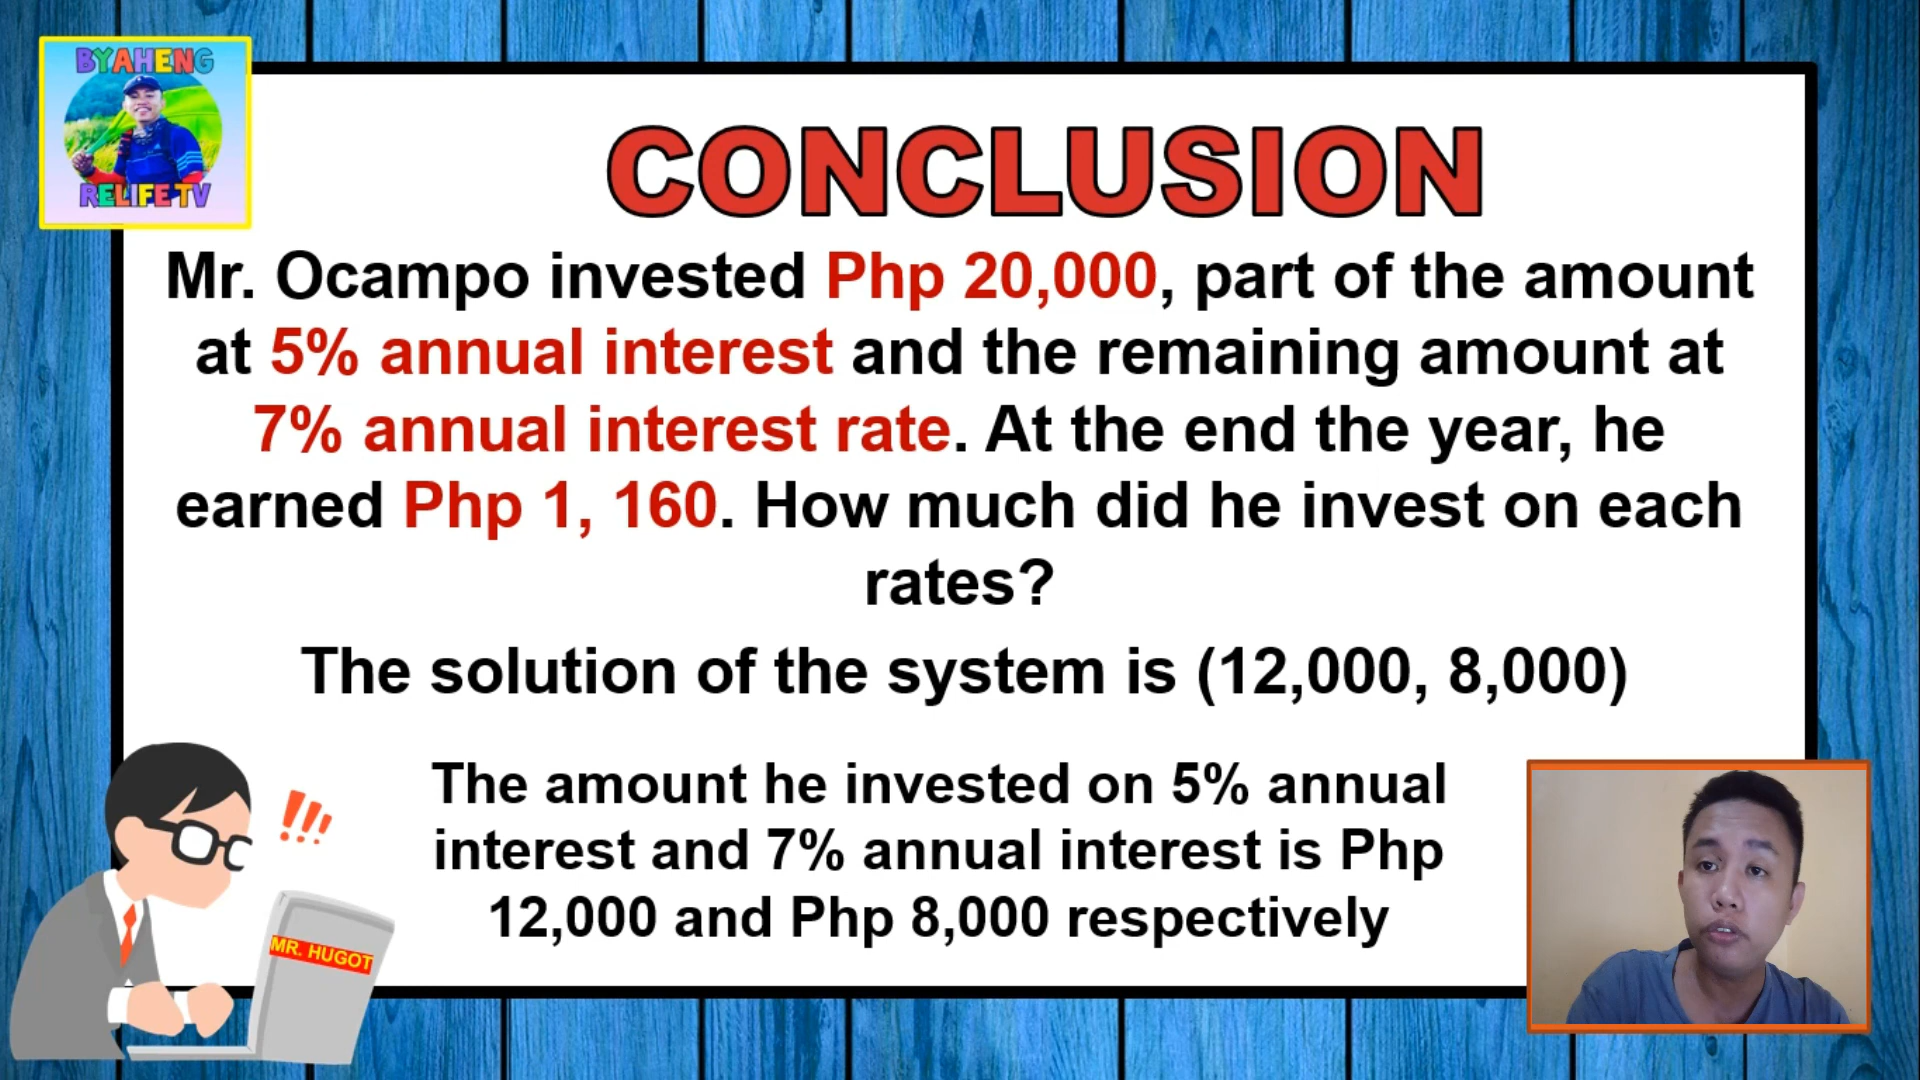 BYAHENG
RELIFE TV
CONCLUSION
Mr. Ocampo invested Php 20,000, part of the amount
at 5% annual interest and the remaining amount at
7% annual interest rate. At the end the year, he
earned Php 1, 160. How much did he invest on each
rates?
The solution of the system is (12,000, 8,000)
The amount he invested on 5% annual
interest and 7% annual interest is Php
12,000 and Php 8,000 respectively
!!!
MR. HUGOT